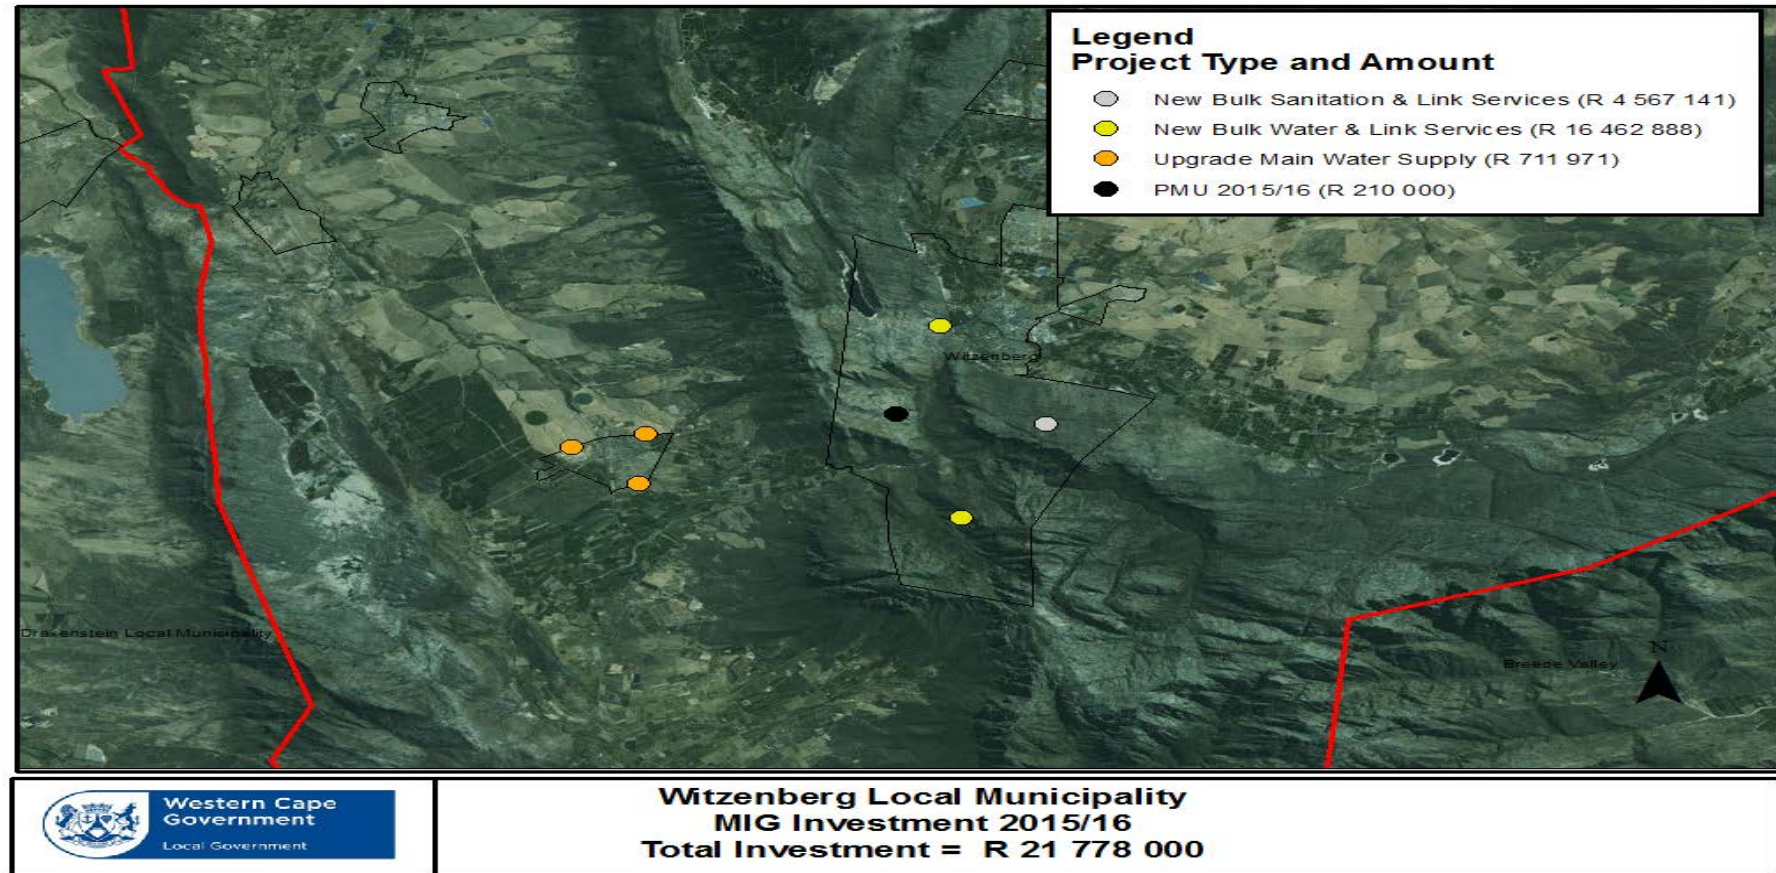 Legend
Project Type and Amount
New Bulk Sanitation & Link Services (R 4 567 141)
New Bulk Water & Link Services (R 16 462 888)
Upgrade Main Water Supply (R 711 971)
PMU 2015/16 (R 210 000)
Witzenberg
Drakenstein Local Municipality
Breede Valley
N
Western Cape
Government
Local Government
Witzenberg Local Municipality
MIG Investment 2015/16
Total Investment = R 21 778 000